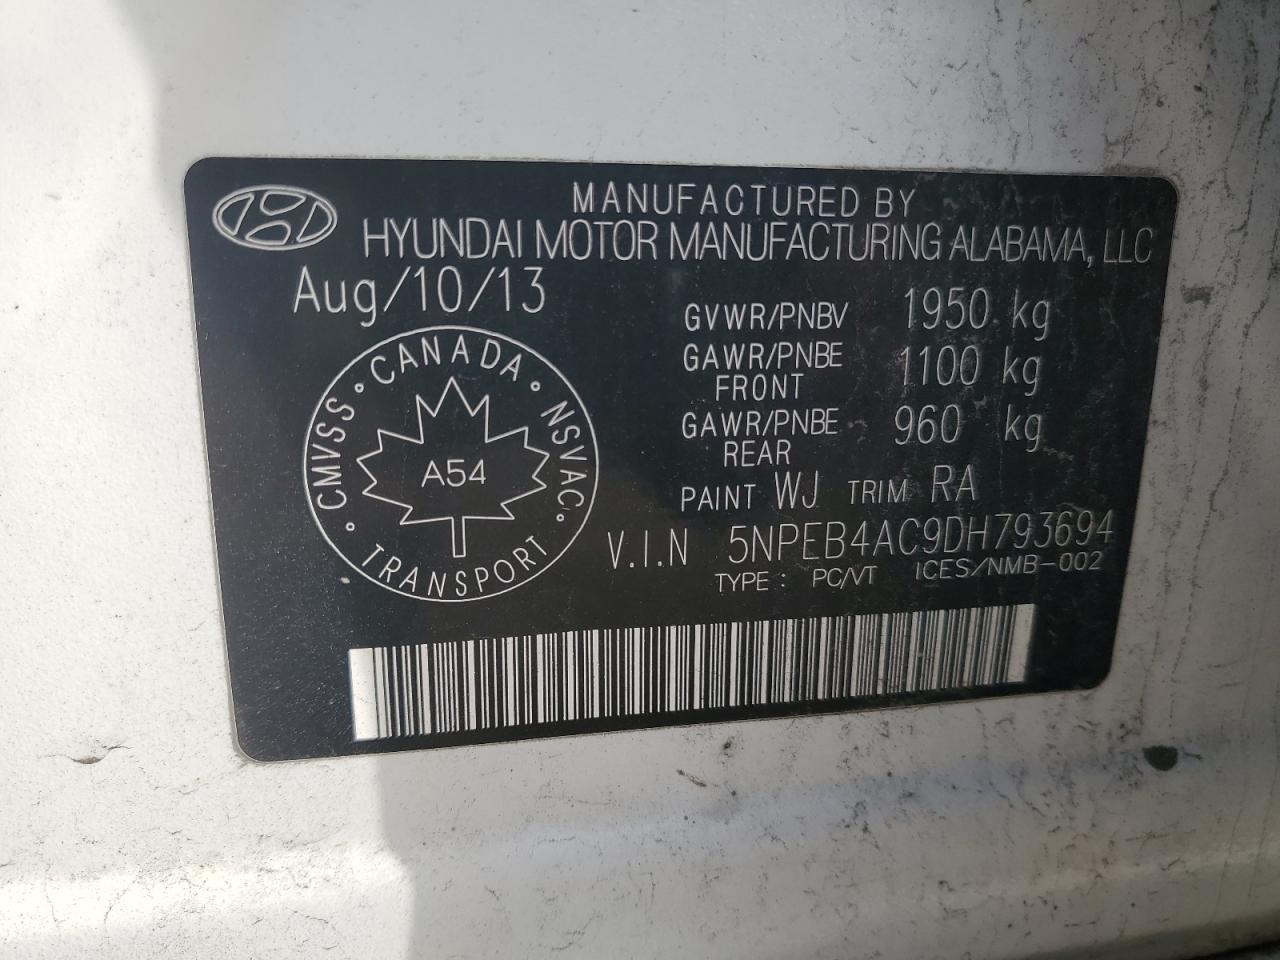 MANUFACTURED BY
HYUNDAI MOTOR MANUFACTURING ALABAMA, LLC
Aug/10/13
GVWR/PNBV 1950 kg
GAWR/PNBE 1100 kg
FRONT
GAWR/PNBE 960 kg
REAR
PAINT WJ TRIM RA
V.I.N 5NPEB4AC9DH793694
TYPE : PC/VT ICES/NMB-002
CANADA
CMVSS NSVAC
A54
TRANSPORT